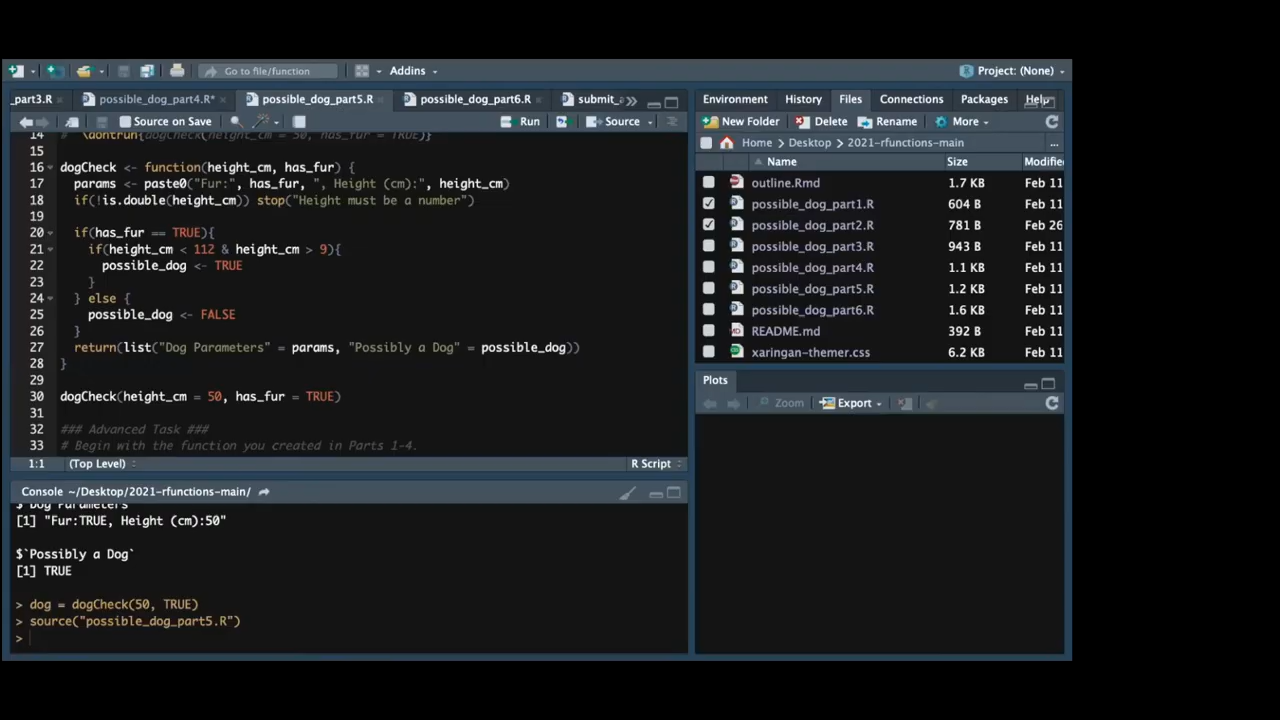 Go to file/function
Addins
Project: (None)
_part3.R
possible_dog_part4.R*
possible_dog_part5.R
possible_dog_part6.R
submit_
Run
Source on Save
Source
14 # \dontrun{dogCheck(height_cm = 50, has_fur = TRUE)}
15
16 dogCheck <- function(height_cm, has_fur) {
17 params <- paste0("Fur:", has_fur, ", Height (cm):", height_cm)
18 if(!is.double(height_cm)) stop("Height must be a number")
19
20 if(has_fur == TRUE){
21 if(height_cm < 112 & height_cm > 9){
22 possible_dog <- TRUE
23 }
24 } else {
25 possible_dog <- FALSE
26 }
27 return(list("Dog Parameters" = params, "Possibly a Dog" = possible_dog))
28 }
29
30 dogCheck(height_cm = 50, has_fur = TRUE)
31
32 ### Advanced Task ###
33 # Begin with the function you created in Parts 1-4.
1:1 (Top Level) R Script
Console ~/Desktop/2021-rfunctions-main/
$`Dog Parameters`
[1] "Fur:TRUE, Height (cm):50"
$`Possibly a Dog`
[1] TRUE
> dog = dogCheck(50, TRUE)
> source("possible_dog_part5.R")
>
Environment History Files Connections Packages Help
New Folder Delete Rename More
Home Desktop 2021-rfunctions-main ...
Name Size Modified
outline.Rmd 1.7 KB Feb 11
possible_dog_part1.R 604 B Feb 11
possible_dog_part2.R 781 B Feb 26
possible_dog_part3.R 943 B Feb 11
possible_dog_part4.R 1.1 KB Feb 11
possible_dog_part5.R 1.2 KB Feb 11
possible_dog_part6.R 1.6 KB Feb 11
README.md 392 B Feb 11
xaringan-themer.css 6.2 KB Feb 11
Plots
Zoom Export